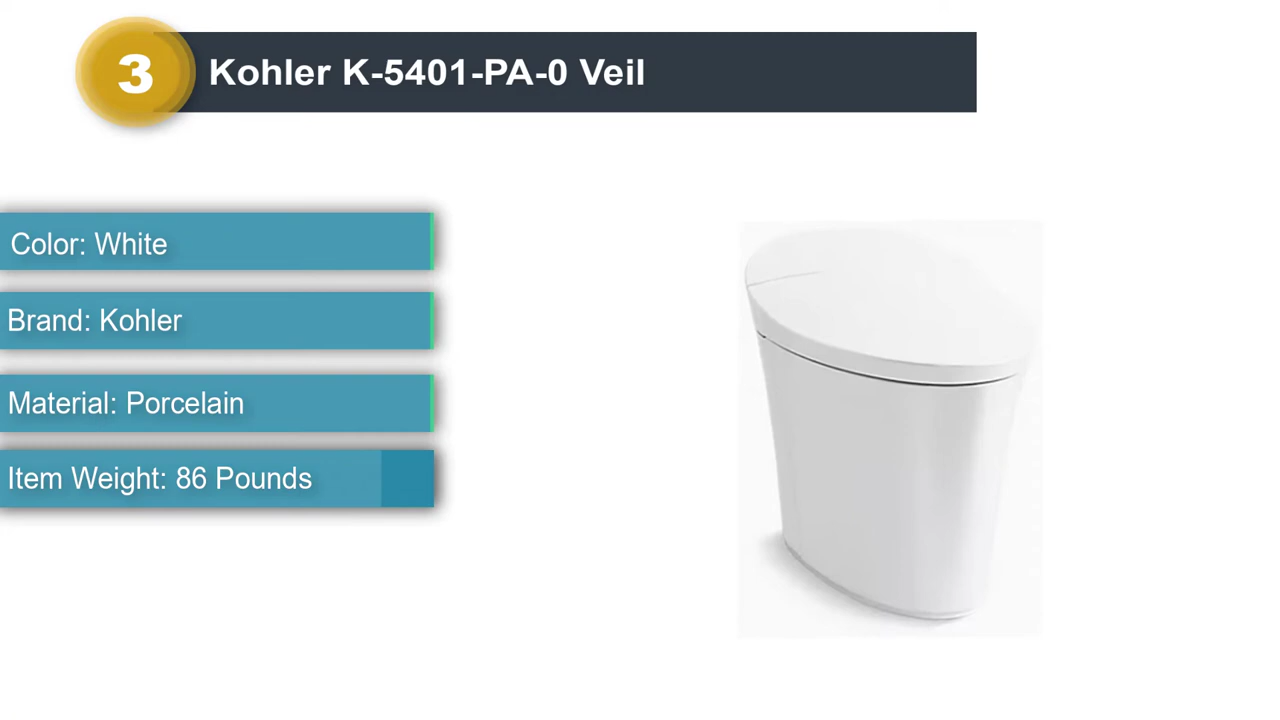 3
Kohler K-5401-PA-0 Veil
Color: White
Brand: Kohler
Material: Porcelain
Item Weight: 86 Pounds